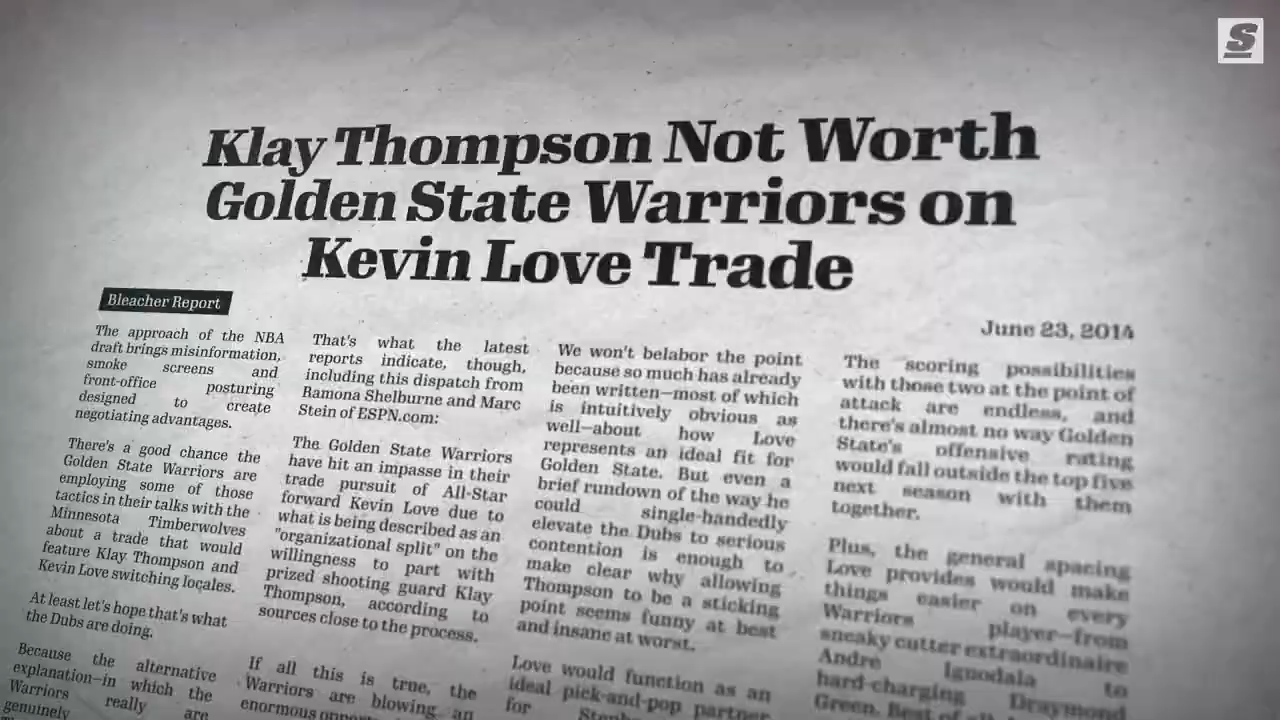 S
Klay Thompson Not Worth
Golden State Warriors on
Kevin Love Trade
Bleacher Report
June 23, 2014
The approach of the NBA
draft brings misinformation,
smoke screens and
front-office posturing
designed to create
negotiating advantages.
There's a good chance the
Golden State Warriors are
employing some of those
tactics in their talks with the
Minnesota Timberwolves
about a trade that would
feature Klay Thompson and
Kevin Love switching locales.
At least let's hope that's what
the Dubs are doing.
Because the alternative
explanation—in which the
Warriors really are
genuinely
That's what the latest
reports indicate, though,
including this dispatch from
Ramona Shelburne and Marc
Stein of ESPN.com:
The Golden State Warriors
have hit an impasse in their
trade pursuit of All-Star
forward Kevin Love due to
what is being described as an
"organizational split" on the
willingness to part with
prized shooting guard Klay
Thompson, according to
sources close to the process.
If all this is true, the
Warriors are blowing an
enormous
We won't belabor the point
because so much has already
been written—most of which
is intuitively obvious as
well—about how Love
represents an ideal fit for
Golden State. But even a
brief rundown of the way he
could single-handedly
elevate the Dubs to serious
contention is enough to
make clear why allowing
Thompson to be a sticking
point seems funny at best
and insane at worst.
Love would function as an
ideal pick-and-pop partner
for
The scoring possibilities
with those two at the point of
attack are endless, and
there's almost no way Golden
State's offensive rating
would fall outside the top five
next season with them
together.
Plus, the general spacing
Love provides would make
things easier on every
Warriors player—from
sneaky cutter extraordinaire
Andre Iguodala to
hard-charging Draymond
Green. Best of all